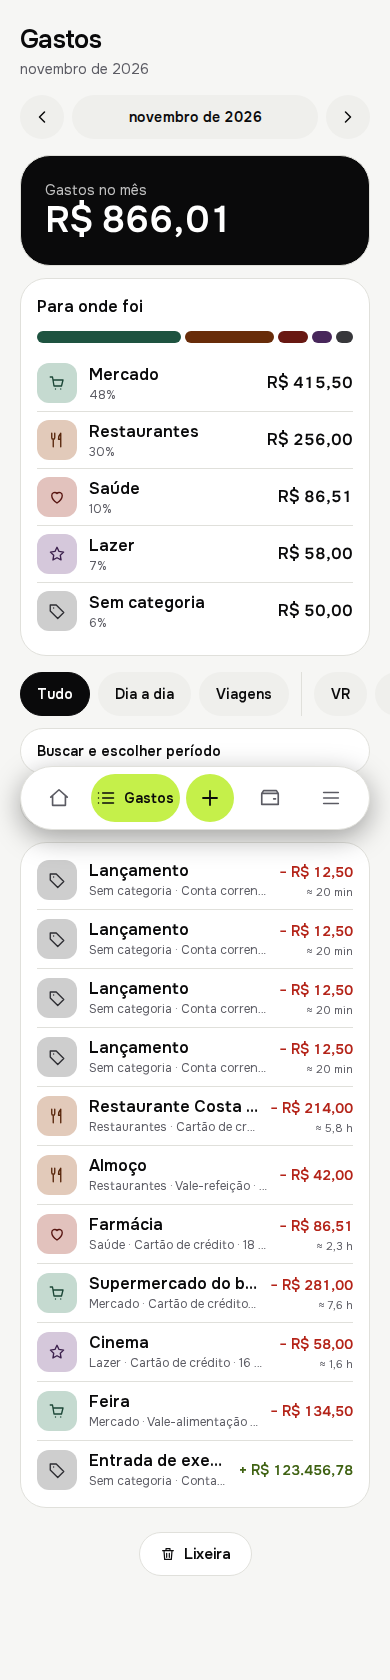 Gastos
novembro de 2026
novembro de 2026
Gastos no mês
R$ 866,01
Para onde foi
Mercado
R$ 415,50
48%
Restaurantes
R$ 256,00
30%
Saúde
R$ 86,51
10%
Lazer
R$ 58,00
7%
Sem categoria
R$ 50,00
6%
Tudo Dia a dia Viagens VR
Buscar e escolher período
Gastos
Lançamento
− R$ 12,50
Sem categoria · Conta corren...
≈ 20 min
Lançamento
− R$ 12,50
Sem categoria · Conta corren...
≈ 20 min
Lançamento
− R$ 12,50
Sem categoria · Conta corren...
≈ 20 min
Lançamento
− R$ 12,50
Sem categoria · Conta corren...
≈ 20 min
Restaurante Costa ...
− R$ 214,00
Restaurantes · Cartão de cr...
≈ 5,8 h
Almoço
− R$ 42,00
Restaurantes · Vale-refeição · ...
Farmácia
− R$ 86,51
Saúde · Cartão de crédito · 18 ...
≈ 2,3 h
Supermercado do b...
− R$ 281,00
Mercado · Cartão de crédito...
≈ 7,6 h
Cinema
− R$ 58,00
Lazer · Cartão de crédito · 16 ...
≈ 1,6 h
Feira
− R$ 134,50
Mercado · Vale-alimentação ...
Entrada de exe...
+ R$ 123.456,78
Sem categoria · Conta...
Lixeira